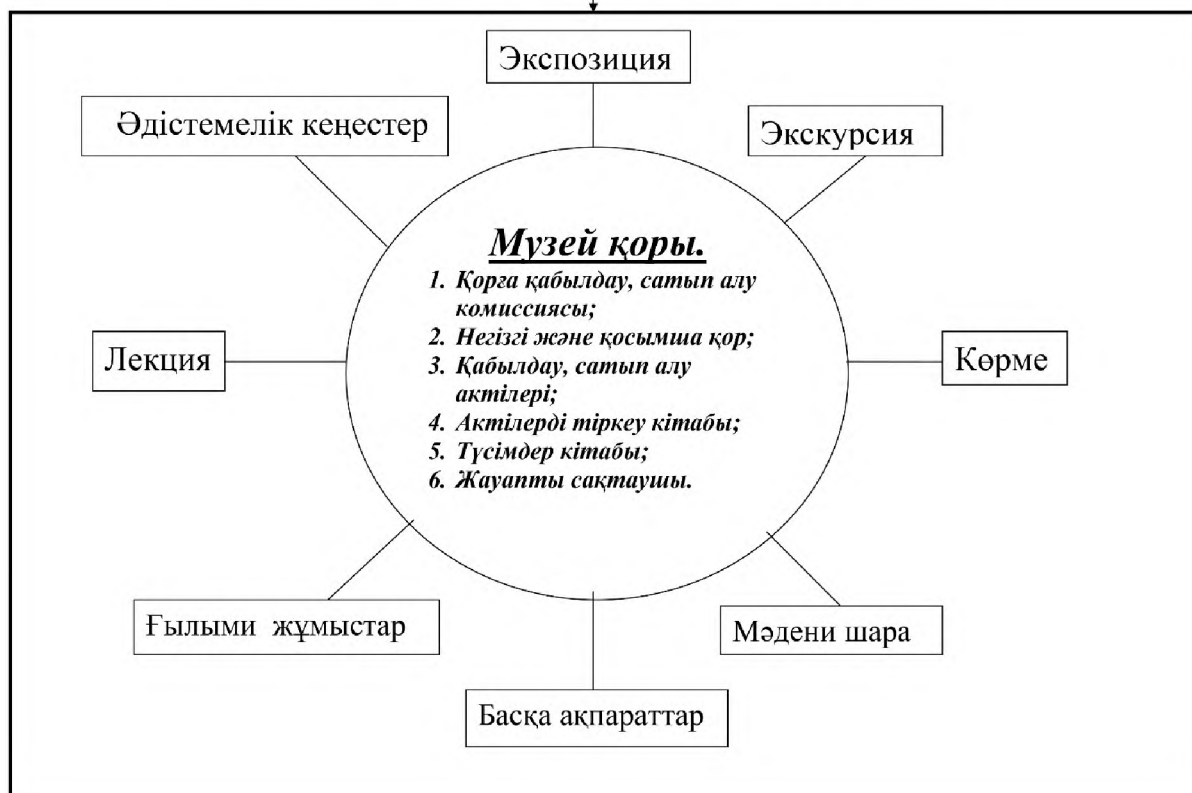 Экспозиция
Әдістемелік кеңестер
Экскурсия
Музей қоры.
1. Қорға қабылдау, сатып алу
комиссиясы;
2. Негізгі және қосымша қор;
3. Қабылдау, сатып алу
актілері;
4. Актілерді тіркеу кітабы;
5. Түсімдер кітабы;
6. Жауапты сақтаушы.
Лекция
Көрме
Ғылыми жұмыстар
Мәдени шара
Басқа ақпараттар